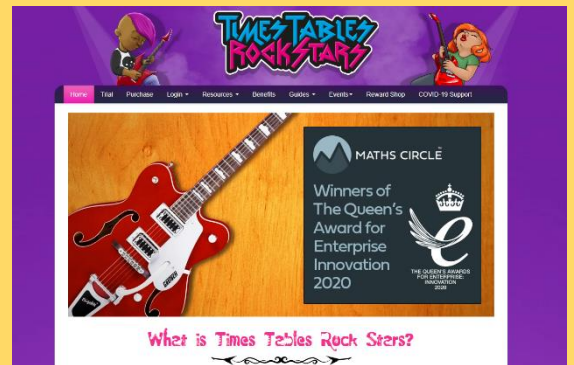 TIMES TABLES
ROCK STARS
Home Trial Purchase Login Resources Benefits Guides Events Reward Shop COVID-19 Support
MATHS CIRCLE
Winners of
The Queen's
Award for
Enterprise
Innovation
2020
THE QUEEN'S AWARDS
FOR ENTERPRISE:
INNOVATION
2020
What is Times Tables Rock Stars?